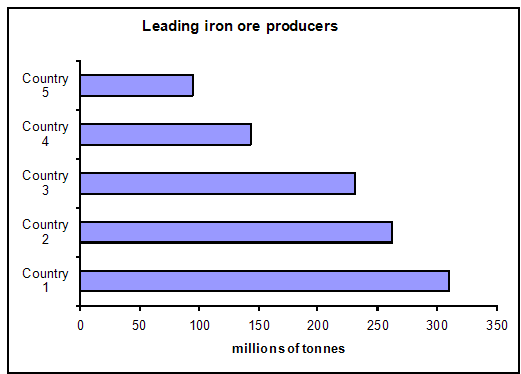 Leading iron ore producers
Country
5
Country
4
Country
3
Country
2
Country
1
0 50 100 150 200 250 300 350
millions of tonnes